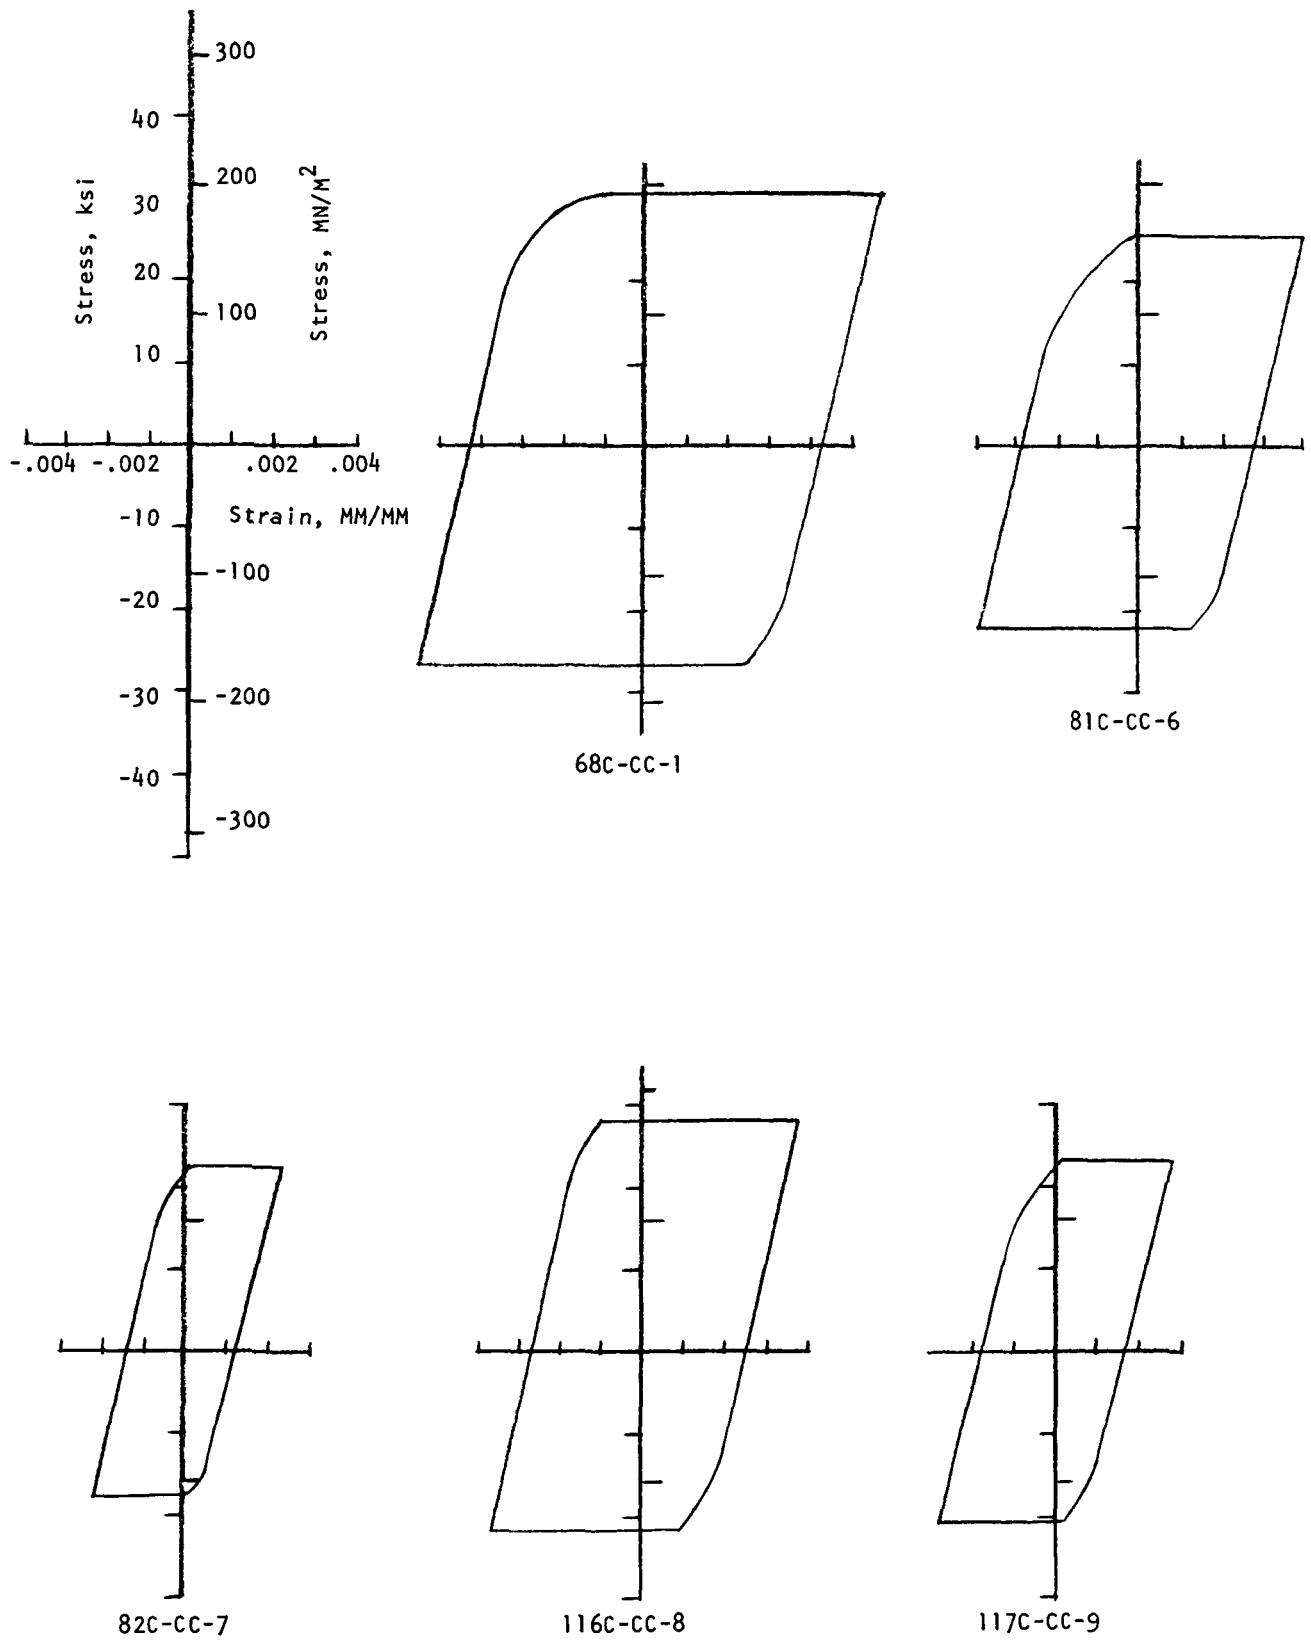 300
40
200
30
20
100
10
Stress, ksi
Stress, MN/M²
-.004 -.002 .002 .004
Strain, MM/MM
-10
-100
-20
-30
-200
-40
-300
68C-CC-1
81C-CC-6
82C-CC-7
116C-CC-8
117C-CC-9